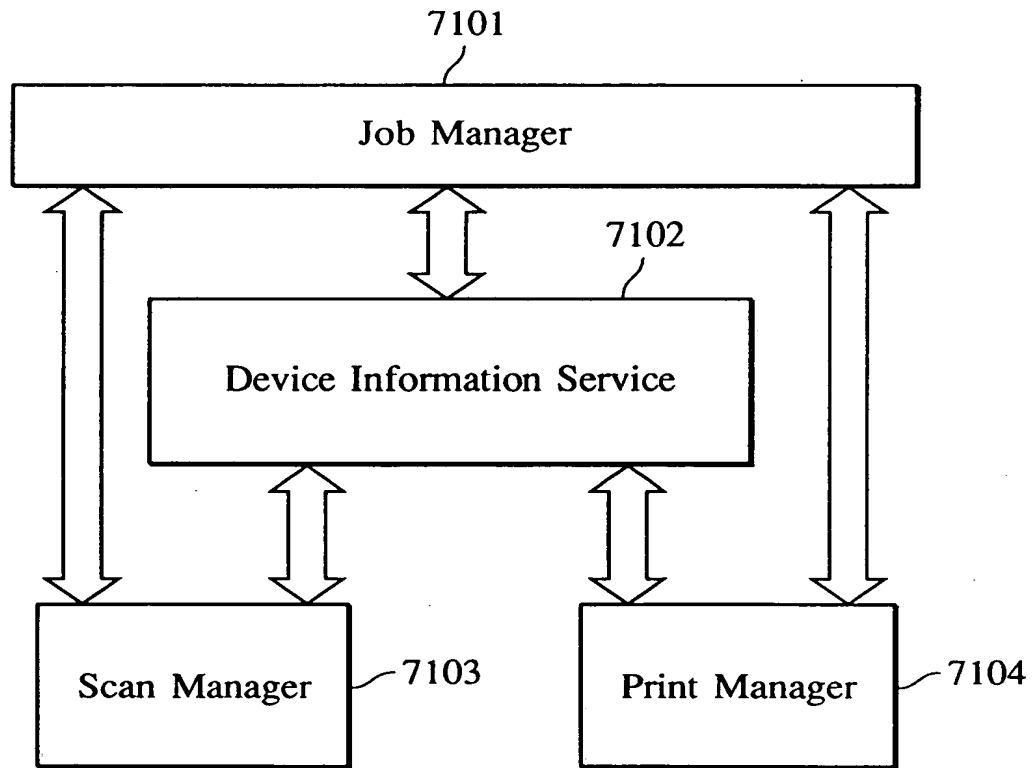 7101
Job Manager
7102
Device Information Service
Scan Manager
7103
Print Manager
7104